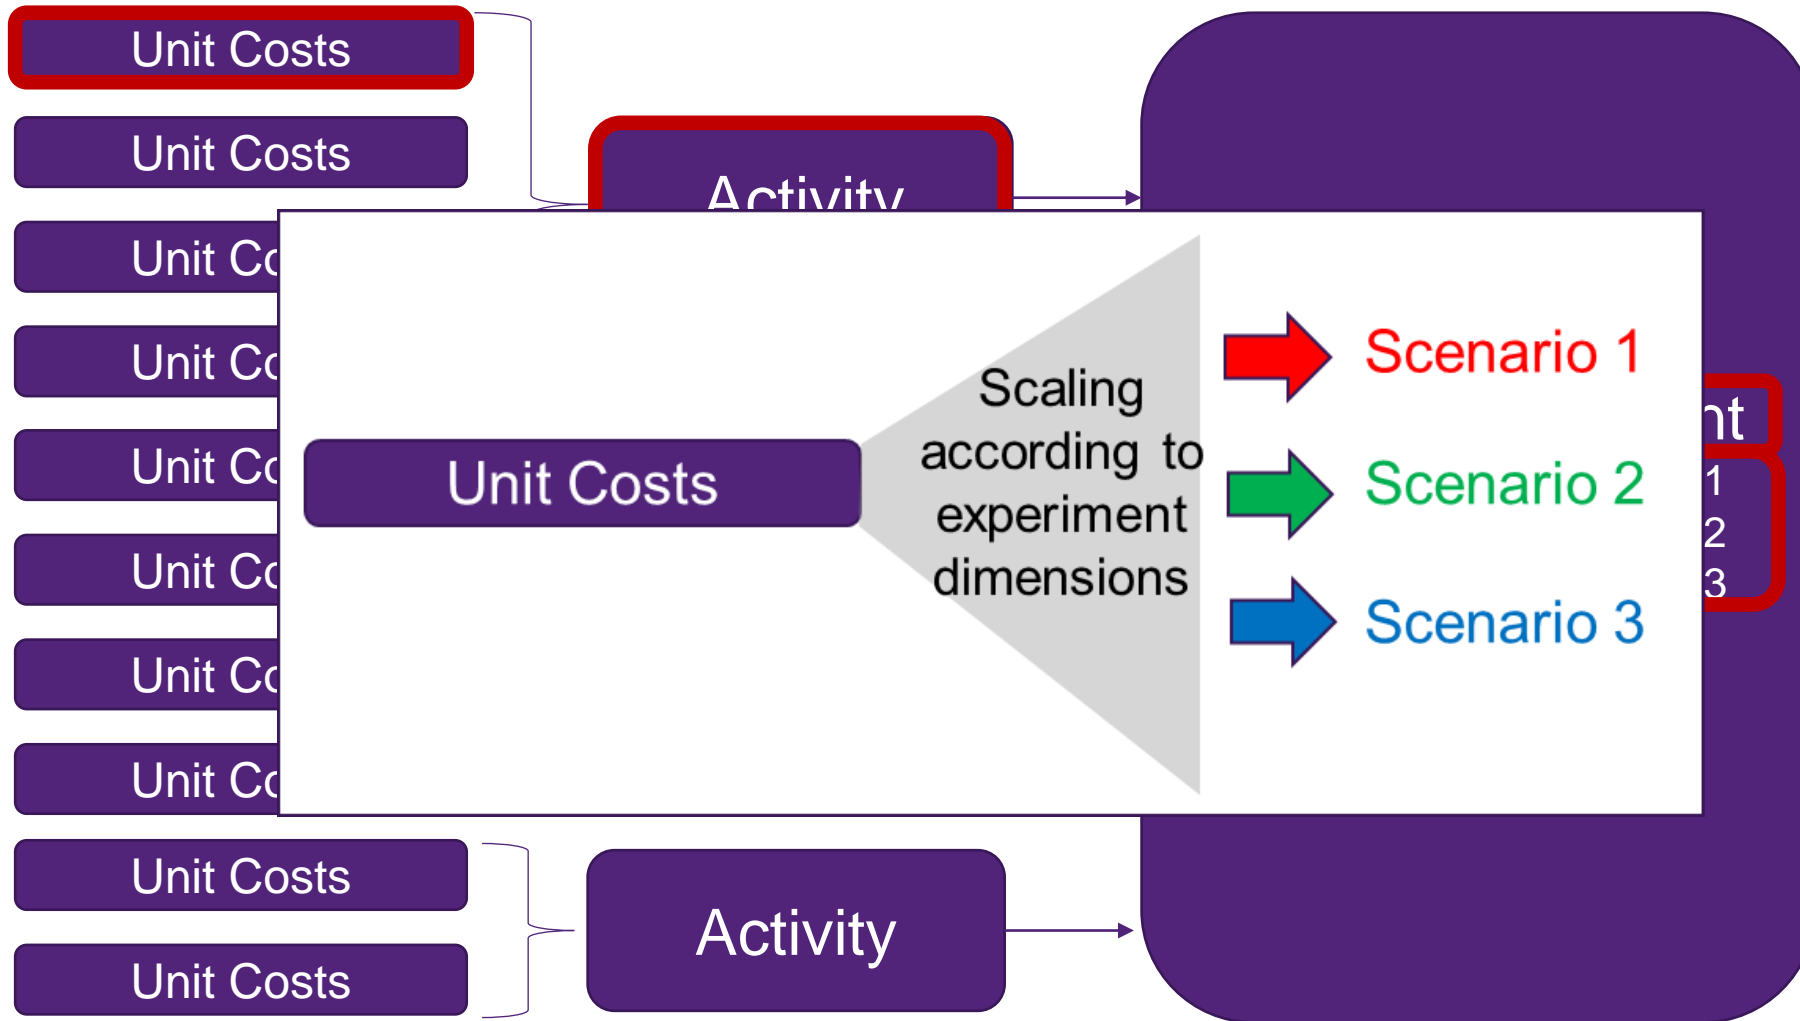 Unit Costs
Unit Costs
Unit Co
Unit Co
Unit Co
Unit Co
Unit Co
Unit Co
Unit Costs
Unit Costs
Activity
Activity
Unit Costs
Scaling
according to
experiment
dimensions
Scenario 1
Scenario 2
Scenario 3
nt
1
2
3